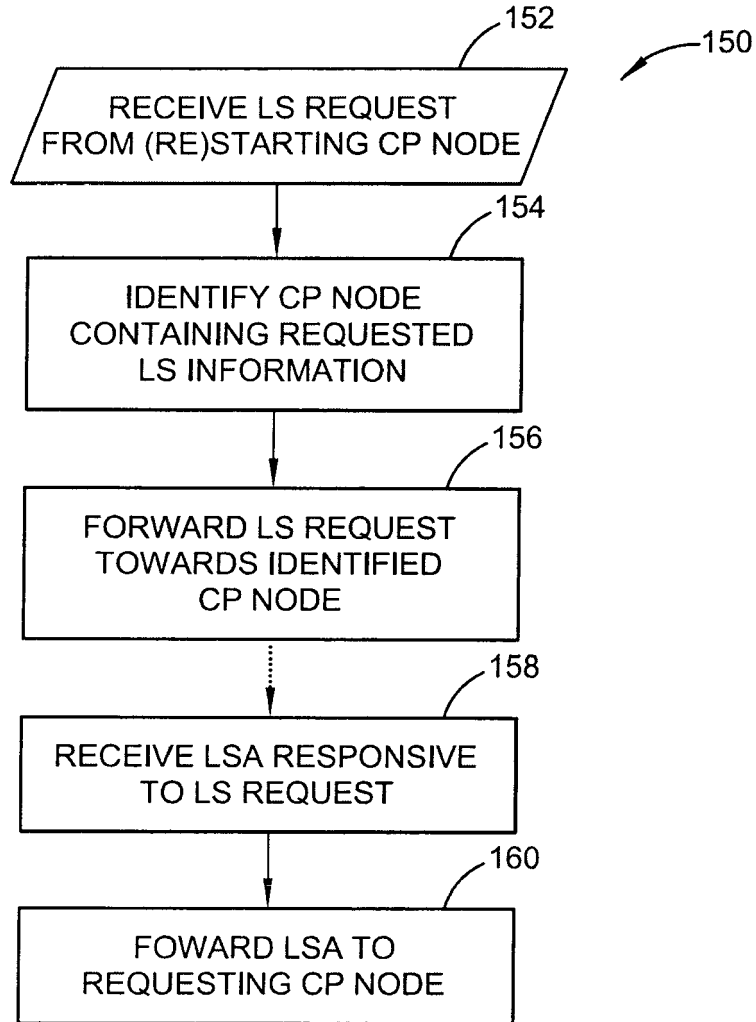 152
150
RECEIVE LS REQUEST
FROM (RE)STARTING CP NODE
154
IDENTIFY CP NODE
CONTAINING REQUESTED
LS INFORMATION
156
FORWARD LS REQUEST
TOWARDS IDENTIFIED
CP NODE
158
RECEIVE LSA RESPONSIVE
TO LS REQUEST
160
FOWARD LSA TO
REQUESTING CP NODE